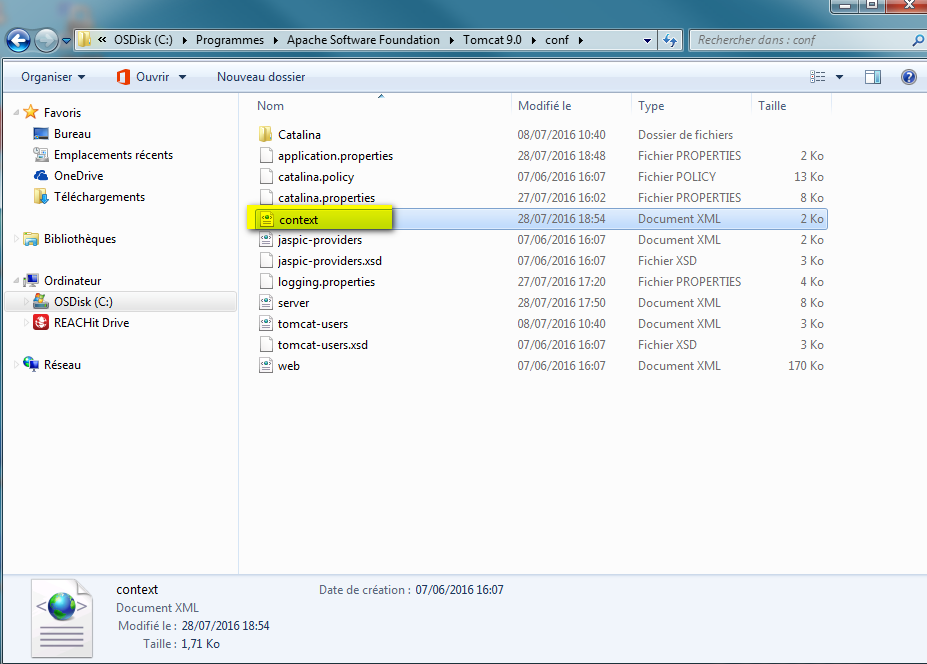 « OSDisk (C:) ▸ Programmes ▸ Apache Software Foundation ▸ Tomcat 9.0 ▸ conf ▸ Rechercher dans : conf
Organiser Ouvrir Nouveau dossier
Favoris
Bureau
Emplacements récents
OneDrive
Téléchargements
Bibliothèques
Ordinateur
OSDisk (C:)
REACHit Drive
Réseau
Nom Modifié le Type Taille
Catalina 08/07/2016 10:40 Dossier de fichiers
application.properties 28/07/2016 18:48 Fichier PROPERTIES 2 Ko
catalina.policy 07/06/2016 16:07 Fichier POLICY 13 Ko
catalina.properties 27/07/2016 16:02 Fichier PROPERTIES 8 Ko
context 28/07/2016 18:54 Document XML 2 Ko
jaspic-providers 07/06/2016 16:07 Document XML 2 Ko
jaspic-providers.xsd 07/06/2016 16:07 Fichier XSD 3 Ko
logging.properties 27/07/2016 17:20 Fichier PROPERTIES 4 Ko
server 28/07/2016 17:50 Document XML 8 Ko
tomcat-users 08/07/2016 10:40 Document XML 3 Ko
tomcat-users.xsd 07/06/2016 16:07 Fichier XSD 3 Ko
web 07/06/2016 16:07 Document XML 170 Ko
context Date de création : 07/06/2016 16:07
Document XML
Modifié le : 28/07/2016 18:54
Taille : 1,71 Ko